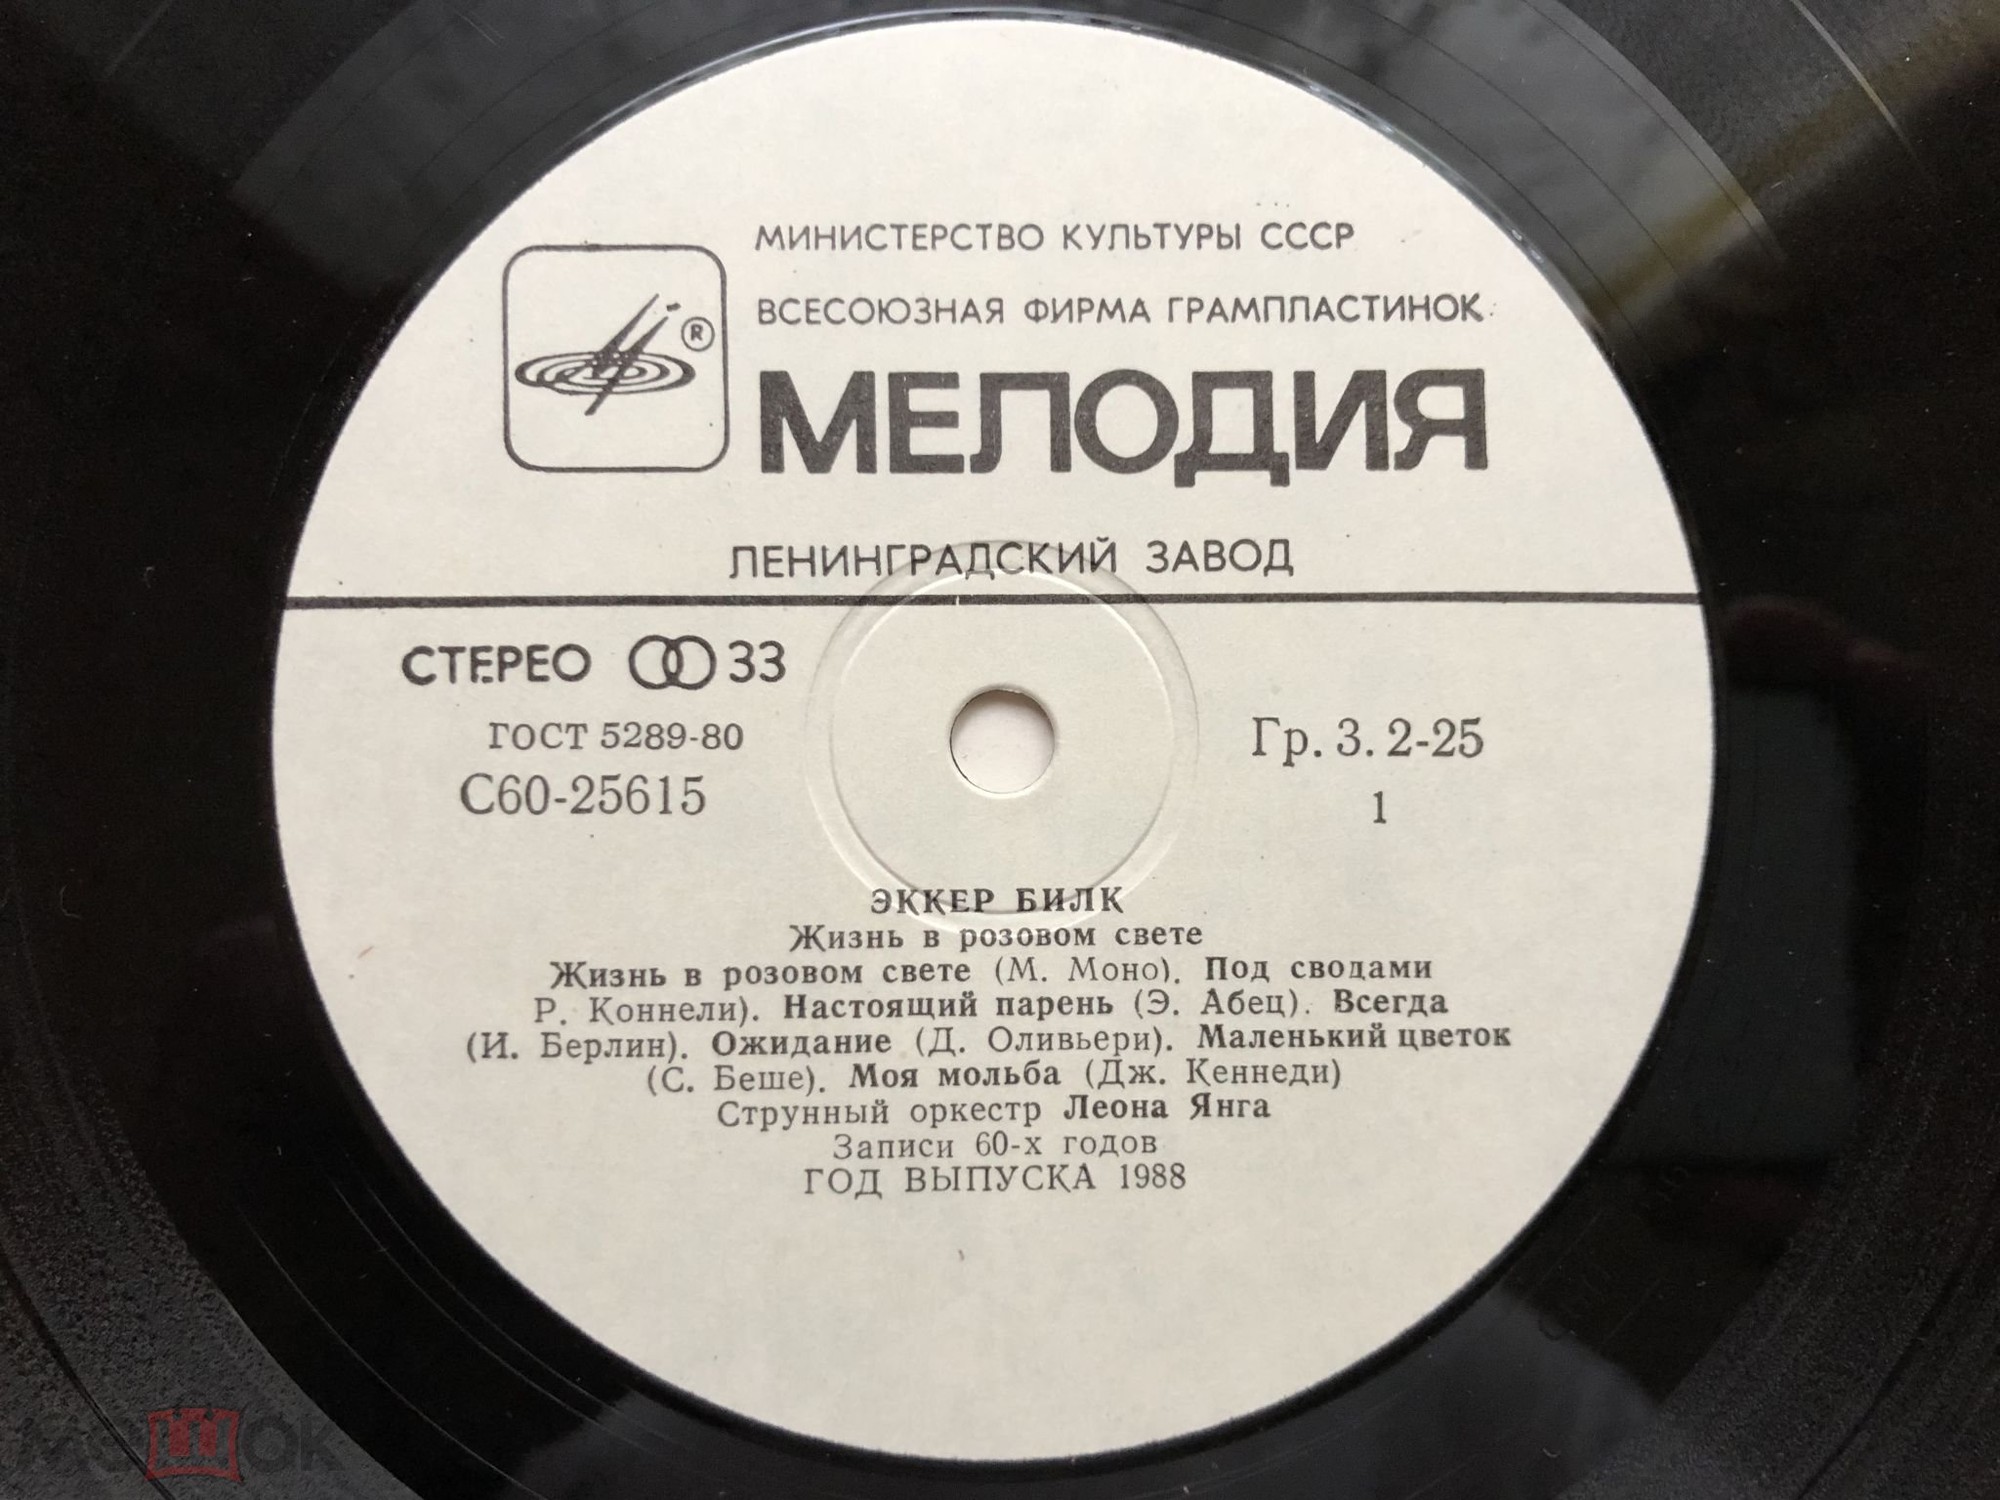 МИНИСТЕРСТВО КУЛЬТУРЫ СССР
ВСЕСОЮЗНАЯ ФИРМА ГРАМПЛАСТИНОК
®
МЕЛОДИЯ
ЛЕНИНГРАДСКИЙ ЗАВОД
СТЕРЕО 33
ГОСТ 5289-80
Гр. 3. 2-25
С60-25615
1
ЭККЕР БИЛК
Жизнь в розовом свете
Жизнь в розовом свете (М. Моно). Под сводами
Р. Коннели). Настоящий парень (Э. Абец). Всегда
(И. Берлин). Ожидание (Д. Оливьери). Маленький цветок
(С. Беше). Моя мольба (Дж. Кеннеди)
Струнный оркестр Леона Янга
Записи 60-х годов
ГОД ВЫПУСКА 1988
мешок